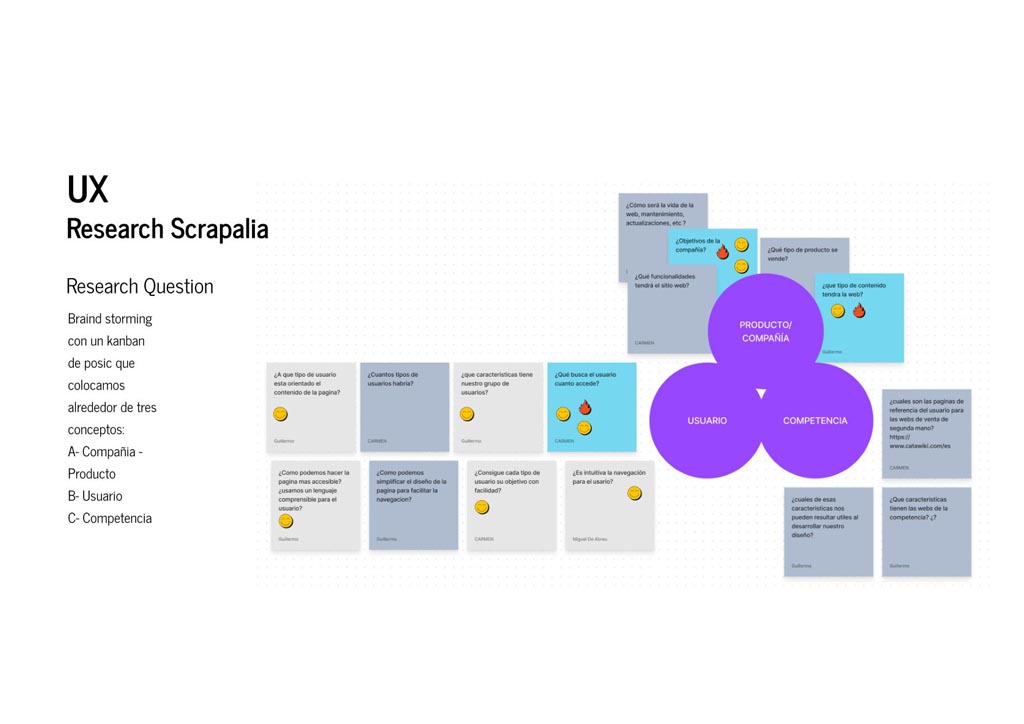 UX
Research Scrapalia
Research Question
Braind storming
con un kanban
de posic que
colocamos
alrededor de tres
conceptos:
A- Compañia -
Producto
B- Usuario
C- Competencia
¿Cómo será la vida de la
web, mantenimiento,
actualizaciones, etc ?
¿Objetivos de la
compañía?
¿Qué tipo de producto se
vende?
¿Qué funcionalidades
tendrá el sitio web?
CARMEN
¿que tipo de contenido
tendra la web?
Guillermo
PRODUCTO/
COMPAÑÍA
USUARIO
COMPETENCIA
¿A que tipo de usuario
esta orientado el
contenido de la pagina?
Guillermo
¿Cuantos tipos de
usuarios habría?
CARMEN
¿que caracteristicas tiene
nuestro grupo de
usuarios?
Guillermo
¿Qué busca el usuario
cuanto accede?
CARMEN
¿Como podemos hacer la
pagina mas accesible?
¿usamos un lenguaje
comprensible para el
usuario?
Guillermo
¿Como podemos
simplificar el diseño de la
pagina para facilitar la
navegacion?
Guillermo
¿Consigue cada tipo de
usuario su objetivo con
facilidad?
CARMEN
¿Es intuitiva la navegación
para el usario?
Miguel De Abreu
¿cuales son las paginas de
referencia del usuario para
las webs de venta de
segunda mano?
https://
www.catawiki.com/es
CARMEN
¿cuales de esas
caracteristicas nos
pueden resultar utiles al
desarrollar nuestro
diseño?
Guillermo
¿Que caracteristicas
tienen las webs de la
competencia? ¿?
Guillermo